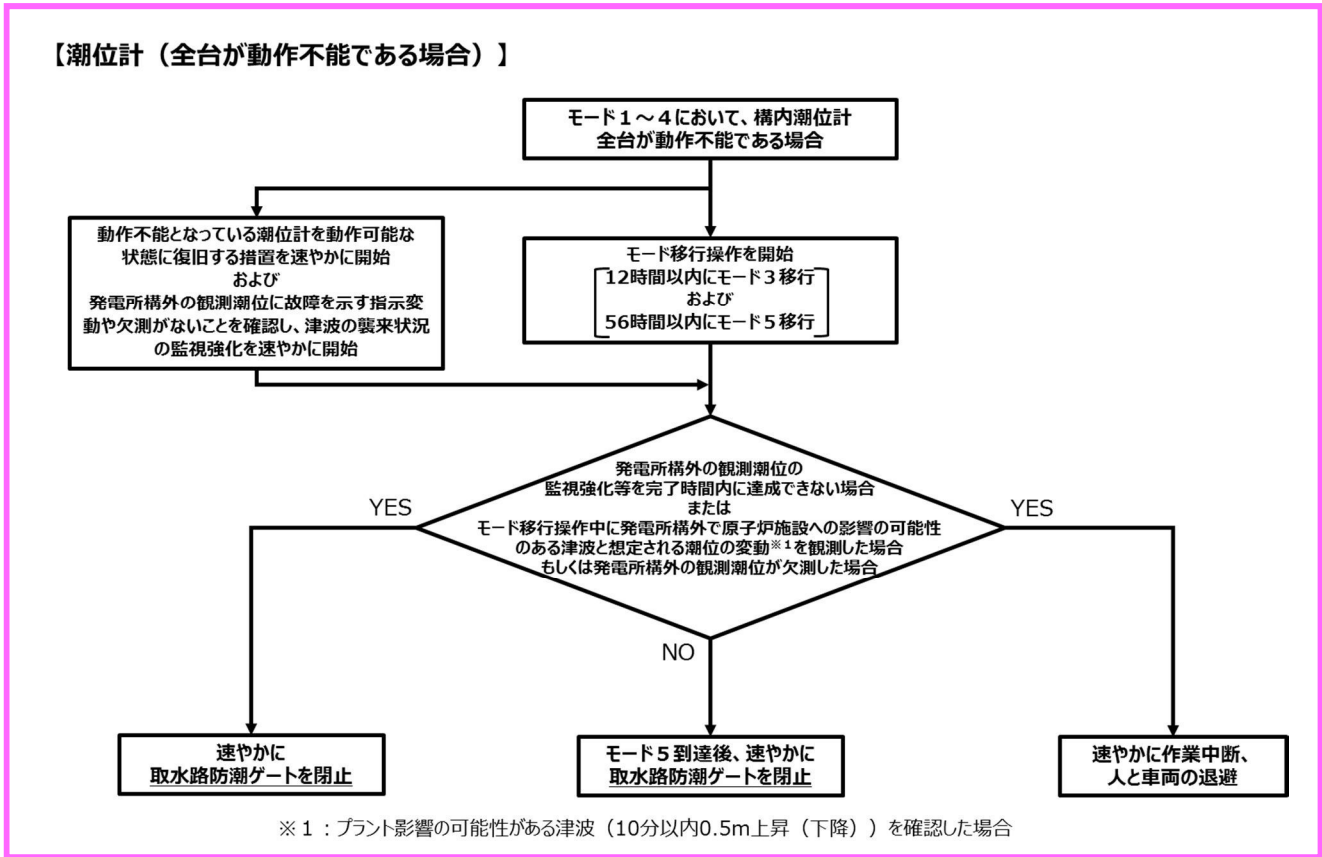 【潮位計（全台が動作不能である場合）】
モード１～４において、構内潮位計
全台が動作不能である場合
動作不能となっている潮位計を動作可能な
状態に復旧する措置を速やかに開始
および
発電所構外の観測潮位に故障を示す指示変
動や欠測がないことを確認し、津波の襲来状況
の監視強化を速やかに開始
モード移行操作を開始
12時間以内にモード３移行
および
56時間以内にモード５移行
発電所構外の観測潮位の
監視強化等を完了時間内に達成できない場合
または
モード移行操作中に発電所構外で原子炉施設への影響の可能性
のある津波と想定される潮位の変動※１を観測した場合
もしくは発電所構外の観測潮位が欠測した場合
YES
YES
NO
速やかに
取水路防潮ゲートを閉止
モード５到達後、速やかに
取水路防潮ゲートを閉止
速やかに作業中断、
人と車両の退避
※１：プラント影響の可能性がある津波（10分以内0.5m上昇（下降））を確認した場合